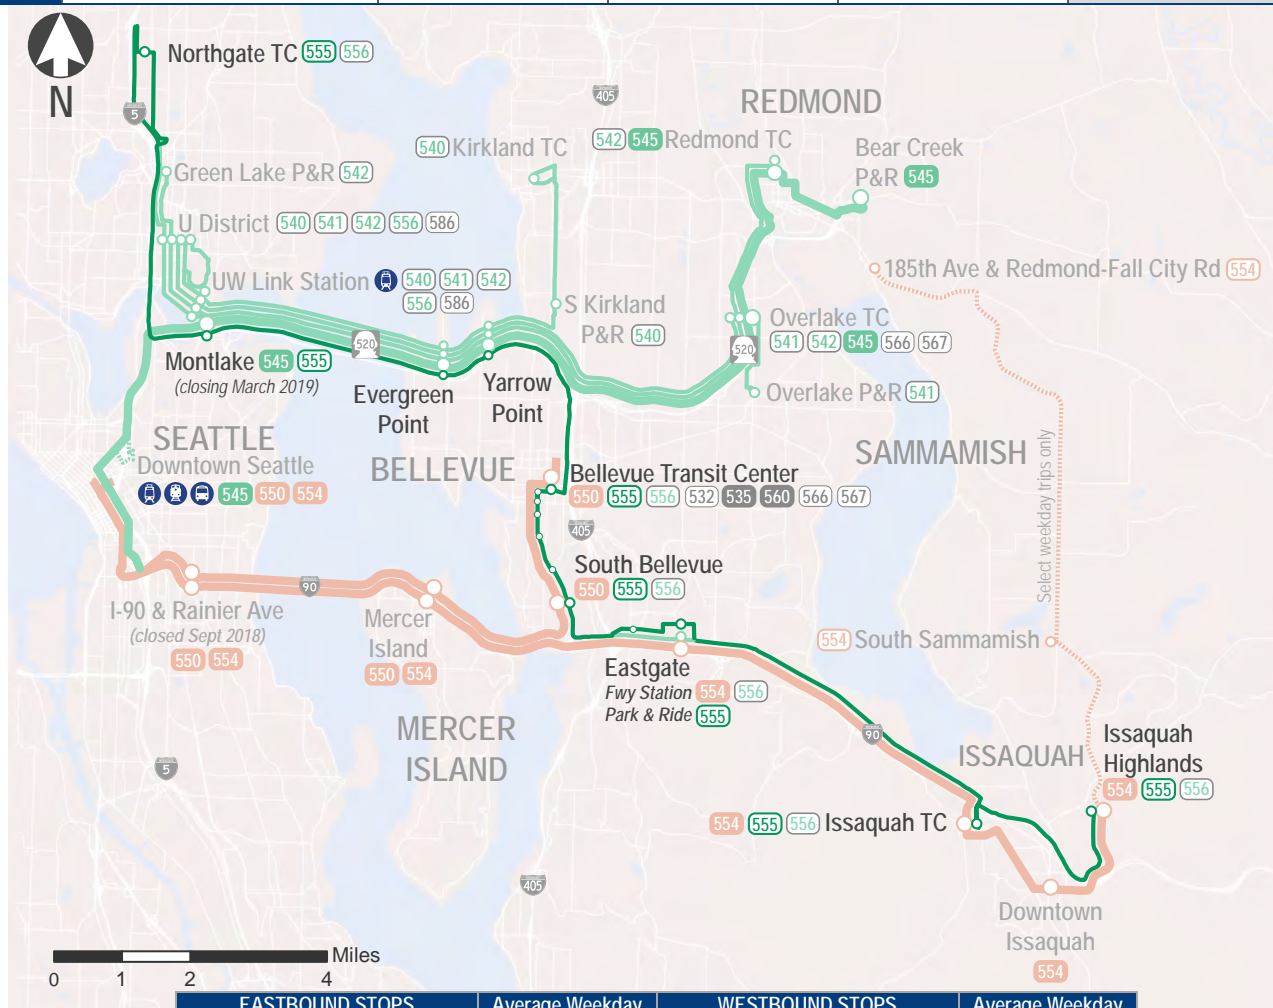 N
Northgate TC 555 556
5
405
REDMOND
540 Kirkland TC
542 545 Redmond TC
Bear Creek
P&R 545
Green Lake P&R 542
U District 540 541 542 556 586
UW Link Station 540 541 542
556 586
185th Ave & Redmond-Fall City Rd 554
S Kirkland
P&R 540
Overlake TC
541 542 545 566 567
520
520
Montlake 545 555
(closing March 2019)
Evergreen
Point
Yarrow
Point
Overlake P&R 541
SEATTLE
Downtown Seattle
545 550 554
BELLEVUE
Bellevue Transit Center
550 555 556 532 535 560 566 567
SAMMAMISH
Select weekday trips only
405
South Bellevue
550 555 556
90
I-90 & Rainier Ave
(closed Sept 2018)
550 554
Mercer
Island
550 554
554 South Sammamish
Eastgate
Fwy Station 554 556
Park & Ride 555
MERCER
ISLAND
90
ISSAQUAH
Issaquah
Highlands
554 555 556
5
554 555 556 Issaquah TC
405
Downtown
Issaquah
554
Miles
0 1 2 4
EASTBOUND STOPS Average Weekday WESTBOUND STOPS Average Weekday